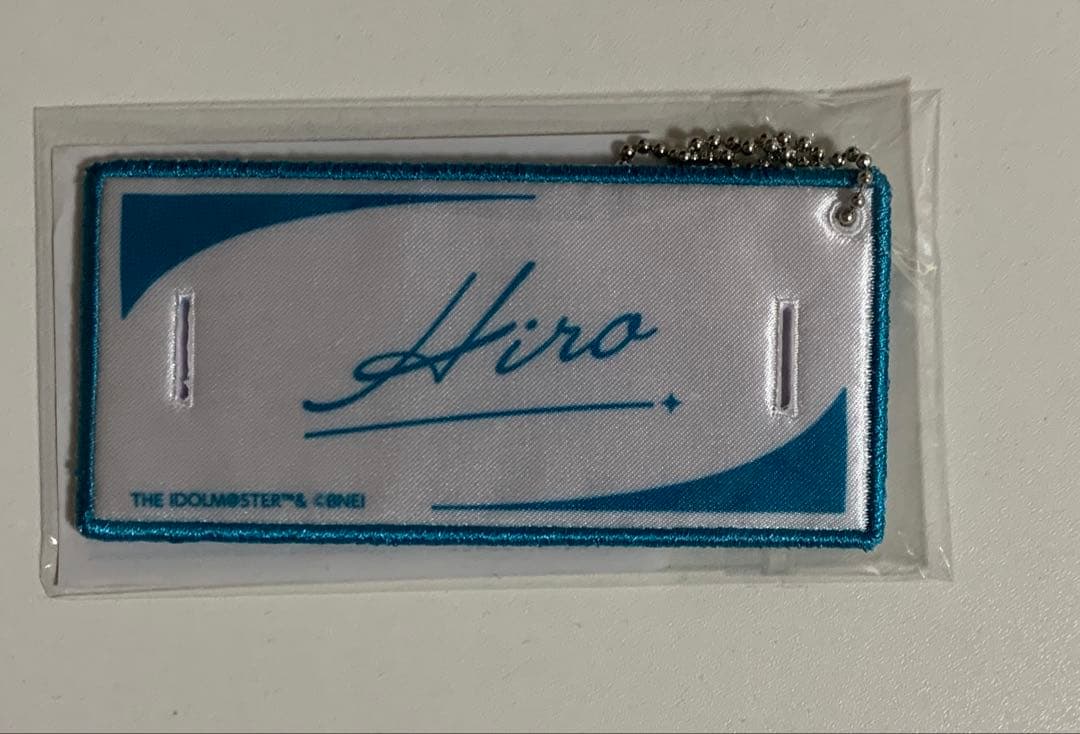 Hiro
THE IDOLM@STER™& ©BNEI